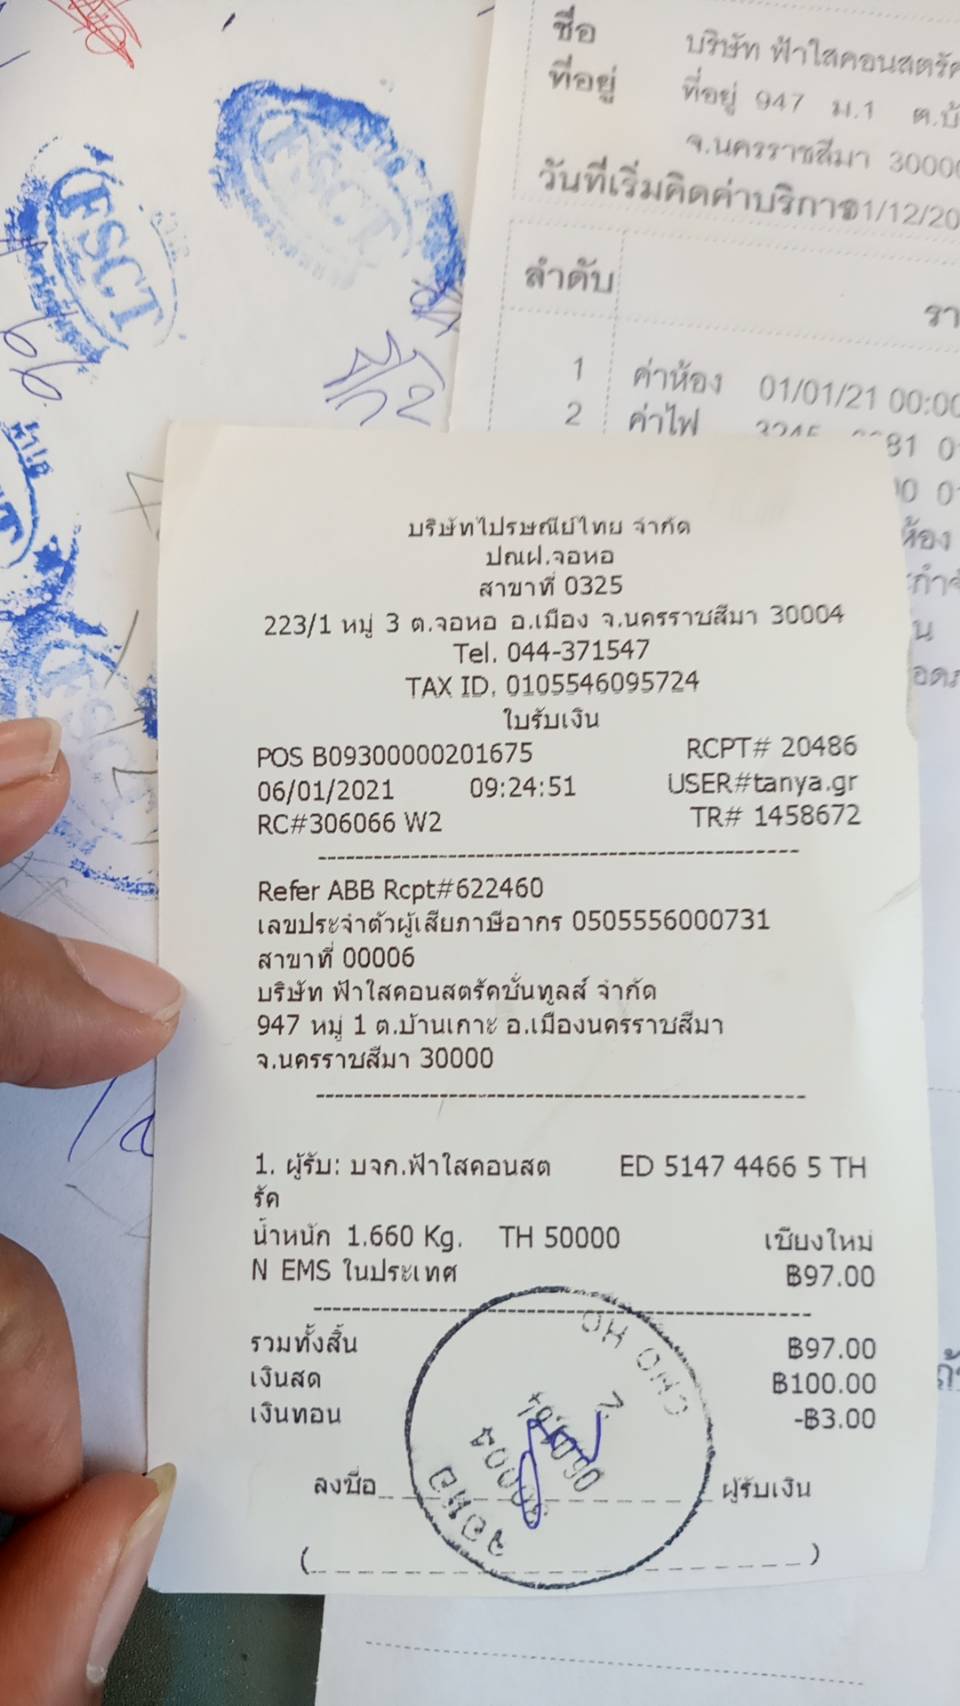 ชื่อ บริษัท ฟ้าใสคอนสตรัค
ที่อยู่ ที่อยู่ 947 ม.1
จ.นครราชสีมา 30000
วันที่เริ่มคิดค่าบริการ 01/12/20
ลำดับ
1 ค่าห้อง 01/01/21 00:00
2 ค่าไฟ
FSCT
FSCT
บริษัทไปรษณีย์ไทย จำกัด
ปณฝ.จอหอ
สาขาที่ 0325
223/1 หมู่ 3 ต.จอหอ อ.เมือง จ.นครราชสีมา 30004
Tel. 044-371547
TAX ID. 0105546095724
ใบรับเงิน
POS B09300000201675 RCPT# 20486
06/01/2021 09:24:51 USER#tanya.gr
RC#306066 W2 TR# 1458672
Refer ABB Rcpt#622460
เลขประจำตัวผู้เสียภาษีอากร 0505556000731
สาขาที่ 00006
บริษัท ฟ้าใสคอนสตรัคชั่นทูลส์ จำกัด
947 หมู่ 1 ต.บ้านเกาะ อ.เมืองนครราชสีมา
จ.นครราชสีมา 30000
1. ผู้รับ: บจก.ฟ้าใสคอนสต ED 5147 4466 5 TH
รัค
น้ำหนัก 1.660 Kg. TH 50000 เชียงใหม่
N EMS ในประเทศ ฿97.00
รวมทั้งสิ้น ฿97.00
เงินสด ฿100.00
เงินทอน -฿3.00
ลงชื่อ ผู้รับเงิน
( )
CHO HO
30004
จอหอ